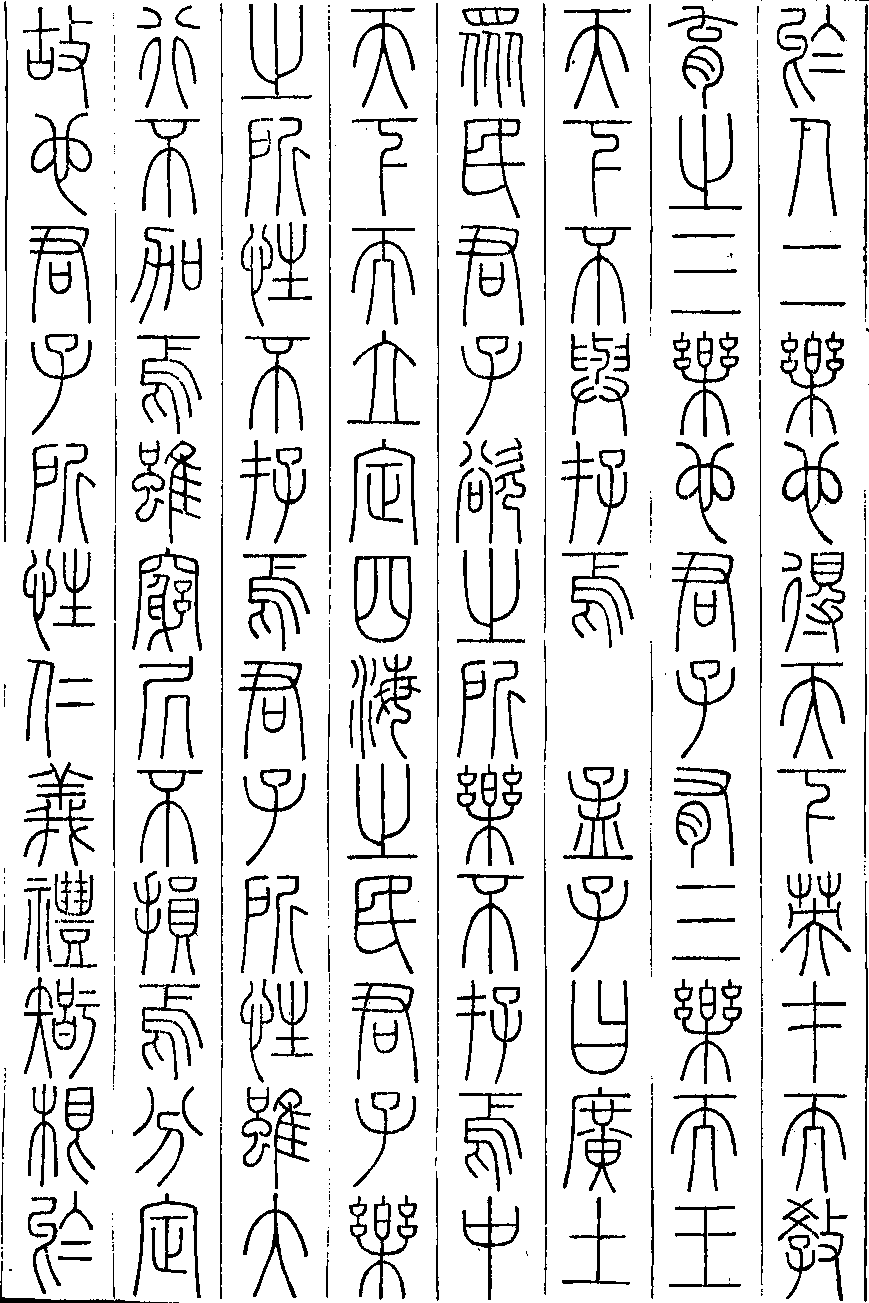 於人二樂也得天下英才而教
育之三樂也君子有三樂而王
天下不與存焉　孟子曰廣土
眾民君子欲之所樂不存焉中
天下而立定四海之民君子樂
之所性不存焉君子所性雖大
行不加焉雖窮居不損焉分定
故也君子所性仁義禮智根於